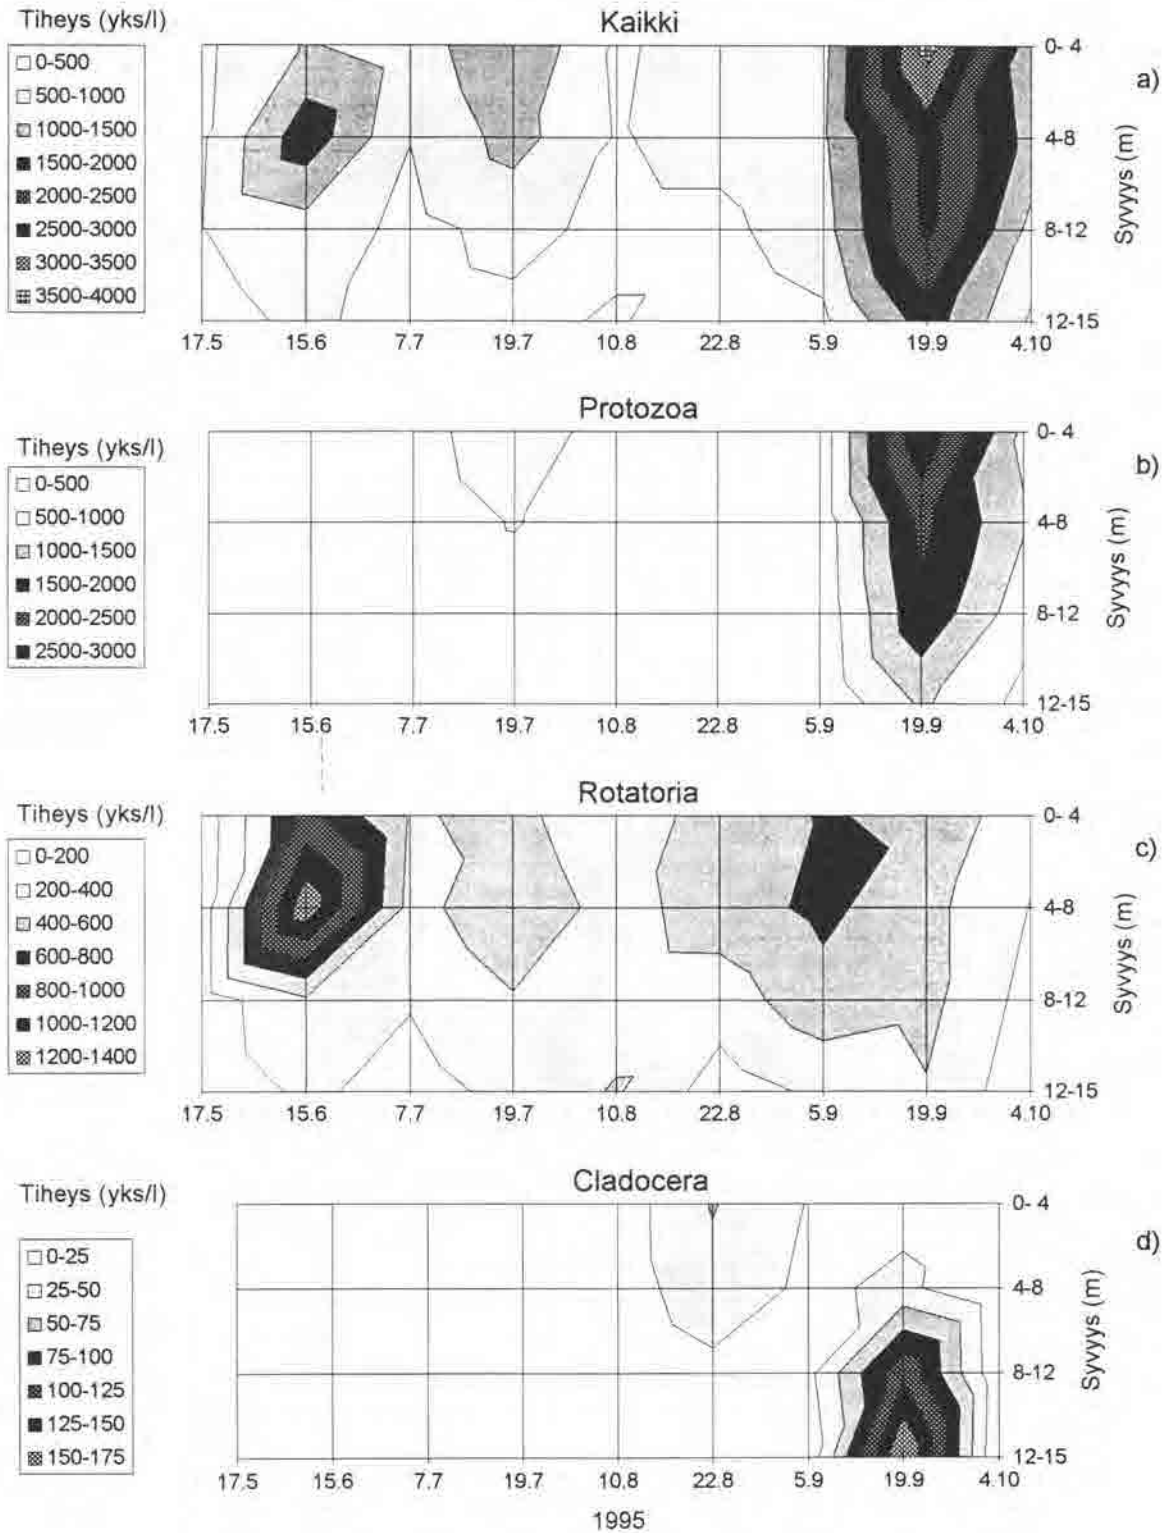 Tiheys (yks/l)
Kaikki
0-500
500-1000
1000-1500
1500-2000
2000-2500
2500-3000
3000-3500
3500-4000
0- 4
4-8
8-12
12-15
Syvyys (m)
a)
17.5 15.6 7.7 19.7 10.8 22.8 5.9 19.9 4.10
Tiheys (yks/l)
Protozoa
0-500
500-1000
1000-1500
1500-2000
2000-2500
2500-3000
0- 4
4-8
8-12
12-15
Syvyys (m)
b)
17.5 15.6 7.7 19.7 10.8 22.8 5.9 19.9 4.10
Tiheys (yks/l)
Rotatoria
0-200
200-400
400-600
600-800
800-1000
1000-1200
1200-1400
0- 4
4-8
8-12
12-15
Syvyys (m)
c)
17.5 15.6 7.7 19.7 10.8 22.8 5.9 19.9 4.10
Tiheys (yks/l)
Cladocera
0-25
25-50
50-75
75-100
100-125
125-150
150-175
0- 4
4-8
8-12
12-15
Syvyys (m)
d)
17.5 15.6 7.7 19.7 10.8 22.8 5.9 19.9 4.10
1995